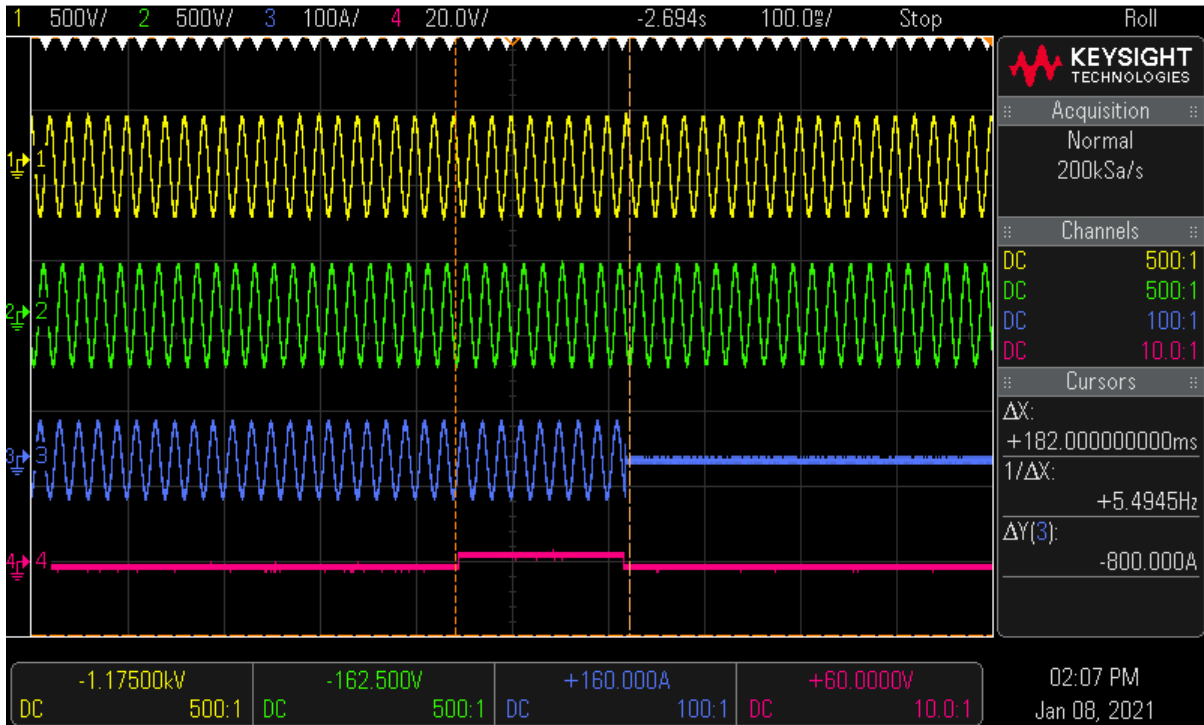 1 500V/ 2 500V/ 3 100A/ 4 20.0V/ -2.694s 100.0ms/ Stop Roll
KEYSIGHT
TECHNOLOGIES
Acquisition
Normal
200kSa/s
Channels
DC 500:1
DC 500:1
DC 100:1
DC 10.0:1
Cursors
ΔX:
+182.000000000ms
1/ΔX:
+5.4945Hz
ΔY(3):
-800.000A
1 1
2 2
3 3
4 4
-1.17500kV
DC 500:1
-162.500V
DC 500:1
+160.000A
DC 100:1
+60.0000V
DC 10.0:1
02:07 PM
Jan 08, 2021